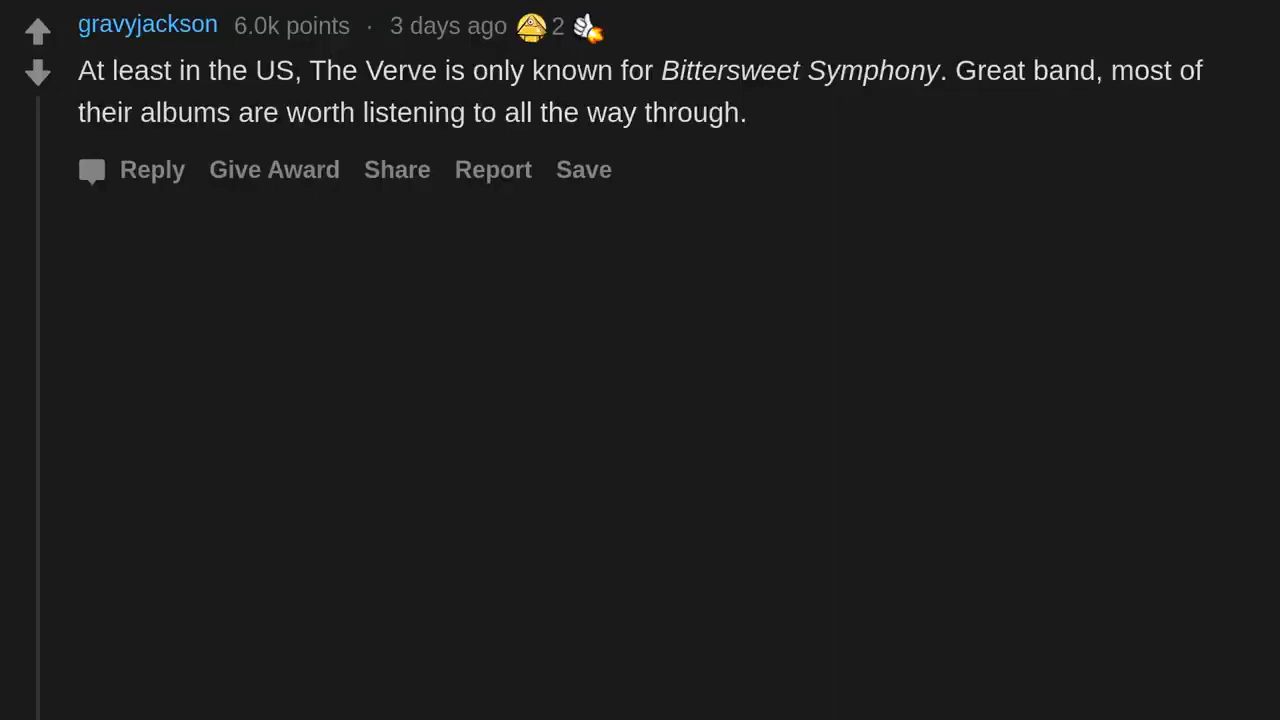 gravyjackson 6.0k points · 3 days ago 2
At least in the US, The Verve is only known for Bittersweet Symphony. Great band, most of
their albums are worth listening to all the way through.
Reply Give Award Share Report Save